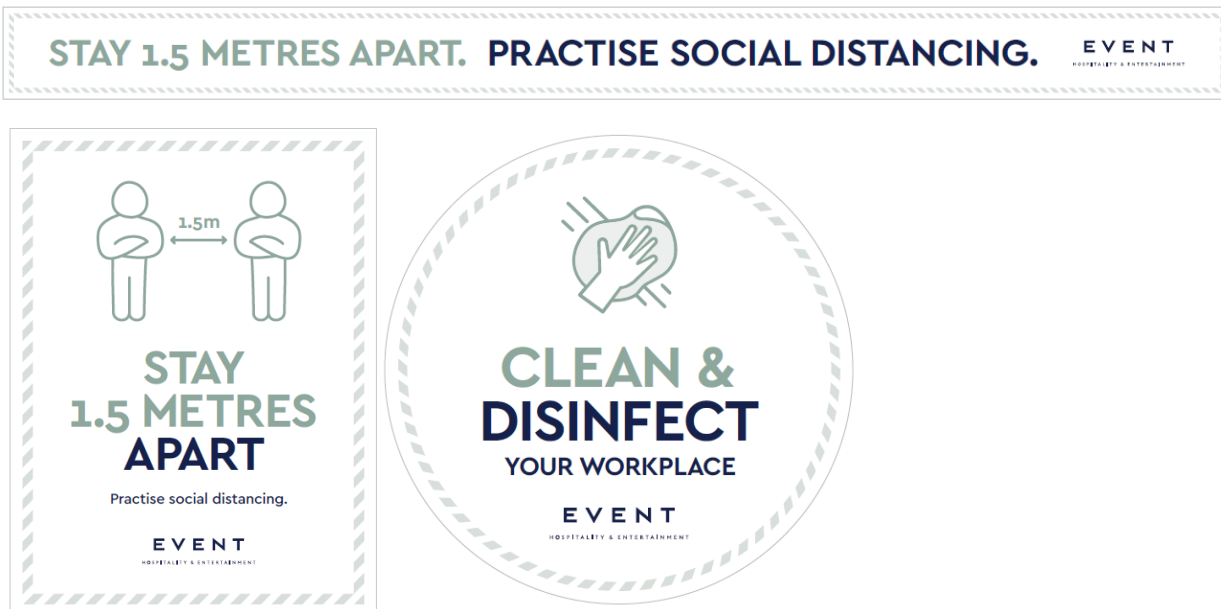 STAY 1.5 METRES APART. PRACTISE SOCIAL DISTANCING.
EVENT
HOSPITALITY & ENTERTAINMENT
1.5m
STAY
1.5 METRES
APART
Practise social distancing.
EVENT
HOSPITALITY & ENTERTAINMENT
CLEAN &
DISINFECT
YOUR WORKPLACE
EVENT
HOSPITALITY & ENTERTAINMENT